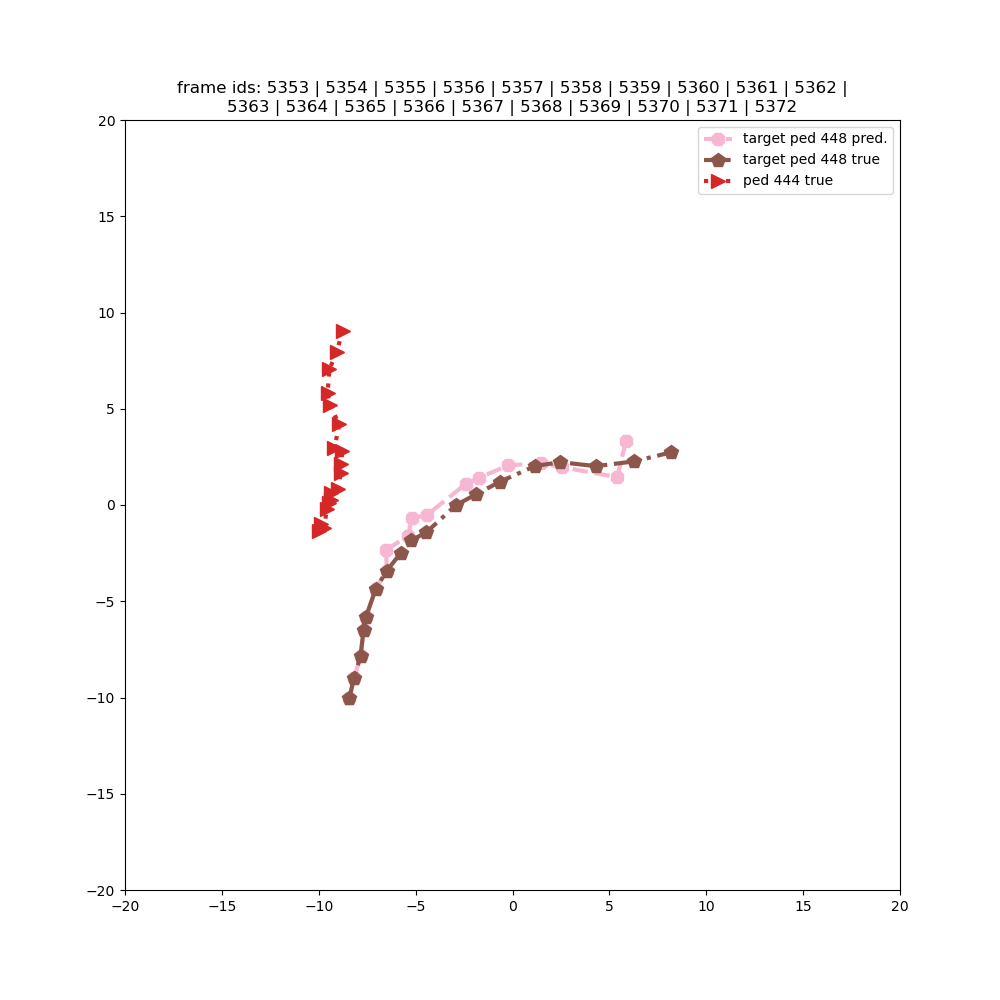 frame ids: 5353 | 5354 | 5355 | 5356 | 5357 | 5358 | 5359 | 5360 | 5361 | 5362 |
5363 | 5364 | 5365 | 5366 | 5367 | 5368 | 5369 | 5370 | 5371 | 5372
target ped 448 pred.
target ped 448 true
ped 444 true
20
15
10
5
0
−5
−10
−15
−20
−20 −15 −10 −5 0 5 10 15 20